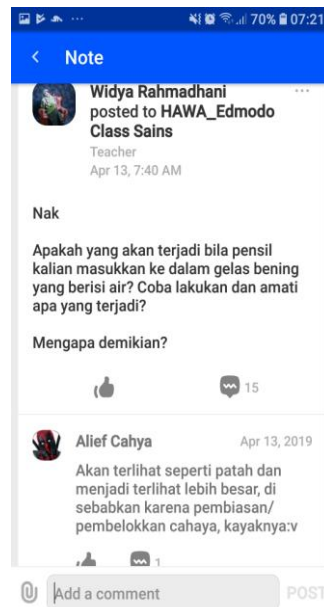 70% 07:21
Note
Widya Rahmadhani
posted to HAWA_Edmodo
Class Sains
Teacher
Apr 13, 7:40 AM
Nak
Apakah yang akan terjadi bila pensil
kalian masukkan ke dalam gelas bening
yang berisi air? Coba lakukan dan amati
apa yang terjadi?
Mengapa demikian?
15
Alief Cahya
Apr 13, 2019
Akan terlihat seperti patah dan
menjadi terlihat lebih besar, di
sebabkan karena pembiasan/
pembelokkan cahaya, kayaknya:v
1
Add a comment
POST